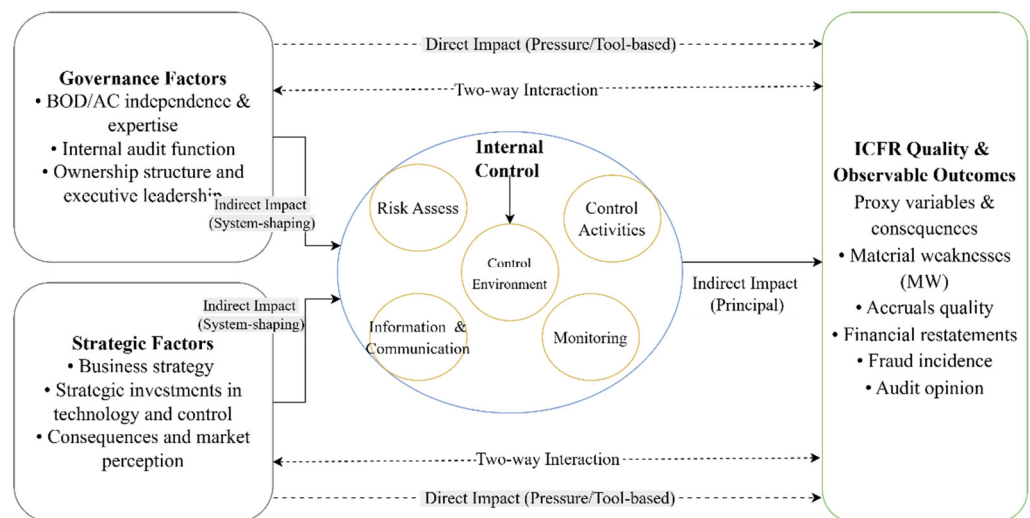 Direct Impact (Pressure/Tool-based)
Two-way Interaction
Governance Factors
• BOD/AC independence &
expertise
• Internal audit function
• Ownership structure and
executive leadership
Indirect Impact
(System-shaping)
Strategic Factors
• Business strategy
• Strategic investments in
technology and control
• Consequences and market
perception
Indirect Impact
(System-shaping)
Internal
Control
Risk Assess
Control
Activities
Control
Environment
Information &
Communication
Monitoring
Indirect Impact
(Principal)
ICFR Quality &
Observable Outcomes
Proxy variables &
consequences
• Material weaknesses
(MW)
• Accruals quality
• Financial restatements
• Fraud incidence
• Audit opinion
Two-way Interaction
Direct Impact (Pressure/Tool-based)